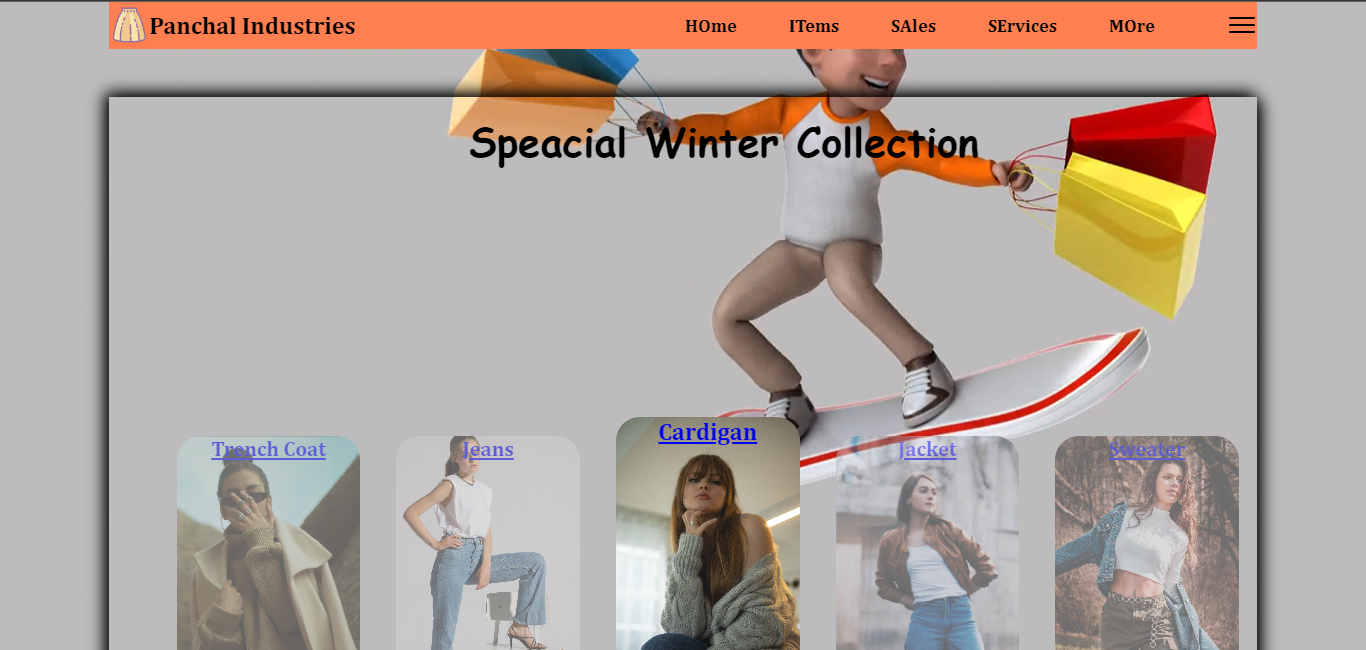 Panchal Industries HOme ITems SAles SErvices MOre
Speacial Winter Collection
Trench Coat Jeans Cardigan Jacket Sweater